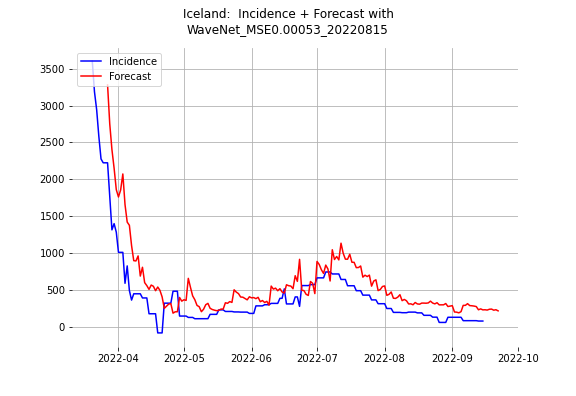 Iceland:  Incidence + Forecast with
WaveNet_MSE0.00053_20220815
Incidence
Forecast
3500
3000
2500
2000
1500
1000
500
0
2022-04 2022-05 2022-06 2022-07 2022-08 2022-09 2022-10